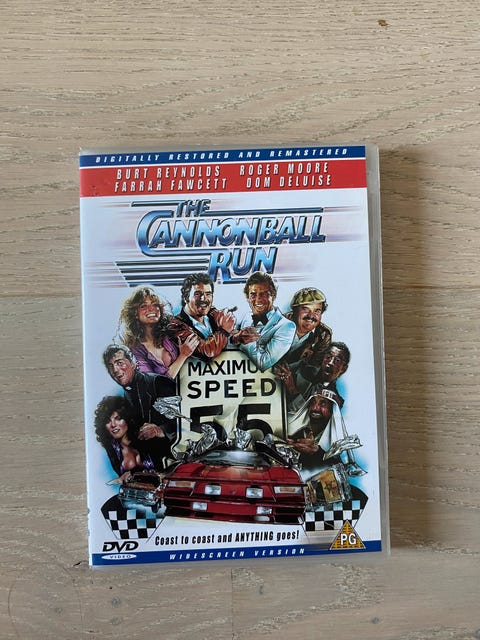 DIGITALLY RESTORED AND REMASTERED
BURT REYNOLDS ROGER MOORE
FARRAH FAWCETT DOM DELUISE
THE
CANNONBALL
RUN
MAXIMU
SPEED
55
Coast to coast and ANYTHING goes!
DVD
VIDEO
PG
WIDESCREEN VERSION